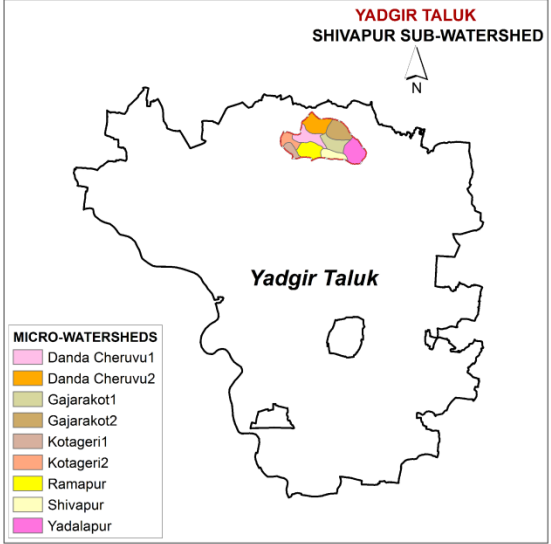 YADGIR TALUK
SHIVAPUR SUB-WATERSHED
N
Yadgir Taluk
MICRO-WATERSHEDS
Danda Cheruvu1
Danda Cheruvu2
Gajarakot1
Gajarakot2
Kotageri1
Kotageri2
Ramapur
Shivapur
Yadalapur